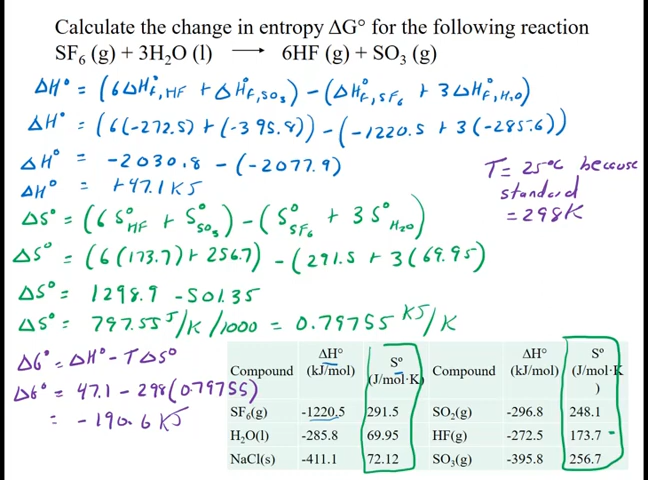 Calculate the change in entropy ΔG° for the following reaction
SF₆ (g) + 3H₂O (l) ⟶ 6HF (g) + SO₃ (g)
ΔH° = (6ΔH°f,HF + ΔH°f,SO₃) - (ΔH°f,SF₆ + 3ΔH°f,H₂O)
ΔH° = (6(-272.5) + (-395.8)) - (-1220.5 + 3(-285.6))
ΔH° = -2030.8 - (-2077.9)
ΔH° = +47.1 KJ
T = 25°C because
standard
= 298K
ΔS° = (6 S°HF + S°SO₃) - (S°SF₆ + 3S°H₂O)
ΔS° = (6(173.7) + 256.7) - (291.5 + 3(69.95))
ΔS° = 1298.9 - 501.35
ΔS° = 797.55 J/K /1000 = 0.79755 KJ/K
ΔG° = ΔH° - TΔS°
ΔG° = 47.1 - 298(0.79755)
= -190.6 KJ
Compound ΔH° (kJ/mol) S° (J/mol·K) Compound ΔH° (kJ/mol) S° (J/mol·K)
SF₆(g) -1220.5 291.5 SO₂(g) -296.8 248.1
H₂O(l) -285.8 69.95 HF(g) -272.5 173.7
NaCl(s) -411.1 72.12 SO₃(g) -395.8 256.7